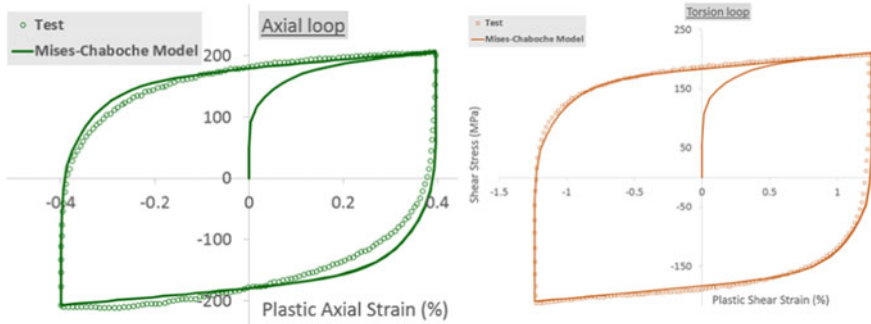 Axial loop
Test
Mises-Chaboche Model
200
100
0
-100
-200
-0.4
-0.2
0
0.2
0.4
Plastic Axial Strain (%)
Torsion loop
Test
Mises-Chaboche Model
250
150
50
-50
-150
-1.5
-1
-0.5
0
0.5
1
Shear Stress (MPa)
Plastic Shear Strain (%)